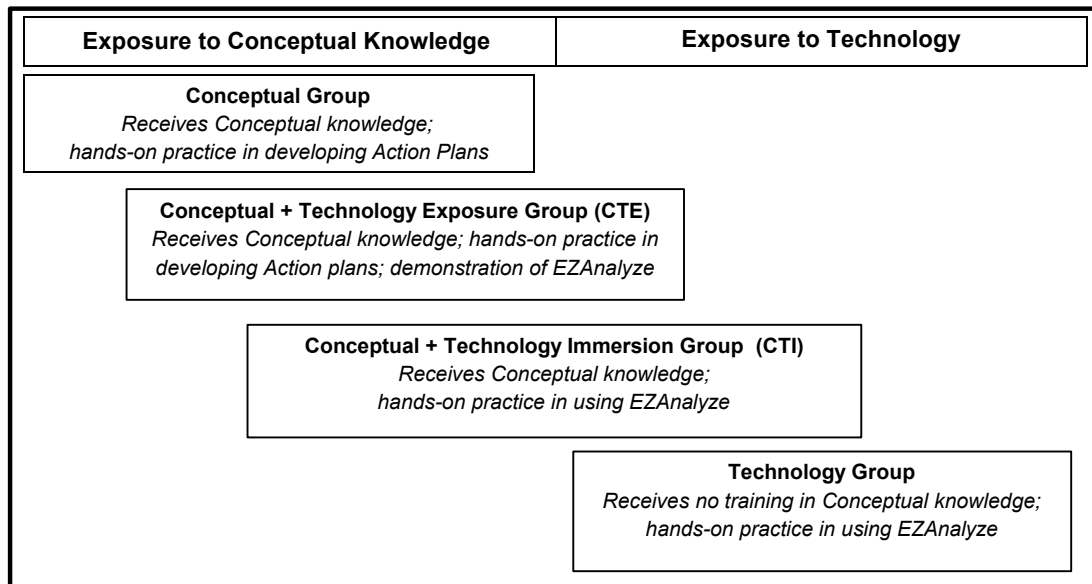 Exposure to Conceptual Knowledge
Exposure to Technology
Conceptual Group
Receives Conceptual knowledge;
hands-on practice in developing Action Plans
Conceptual + Technology Exposure Group (CTE)
Receives Conceptual knowledge; hands-on practice in
developing Action plans; demonstration of EZAnalyze
Conceptual + Technology Immersion Group (CTI)
Receives Conceptual knowledge;
hands-on practice in using EZAnalyze
Technology Group
Receives no training in Conceptual knowledge;
hands-on practice in using EZAnalyze